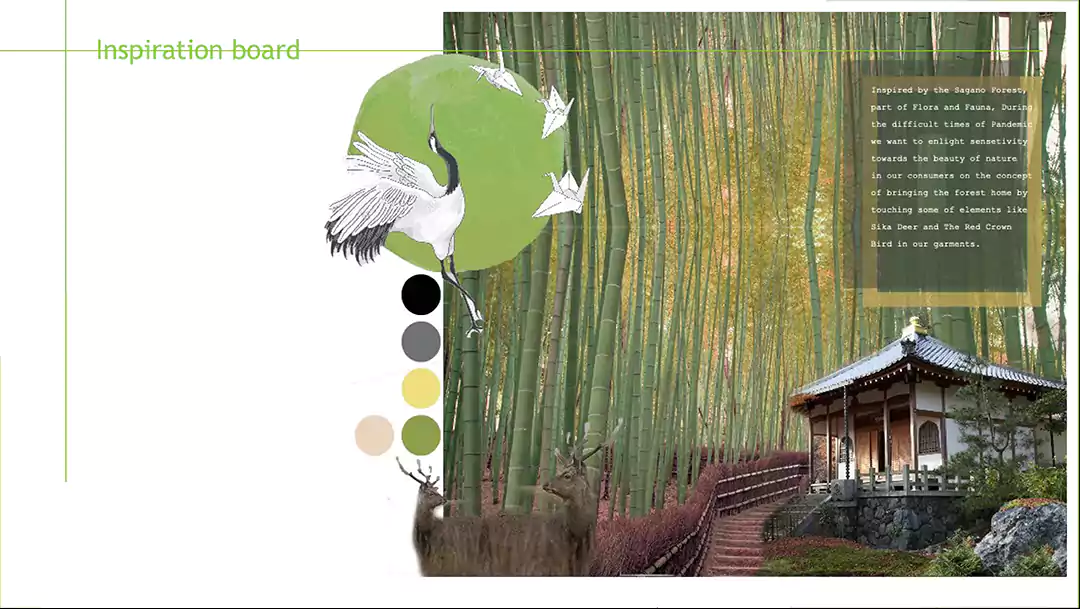 Inspiration board
Inspired by the Sagano Forest,
part of Flora and Fauna, During
the difficult times of Pandemic
we want to enlight sensetivity
towards the beauty of nature
in our consumers on the concept
of bringing the forest home by
touching some of elements like
Sika Deer and The Red Crown
Bird in our garments.